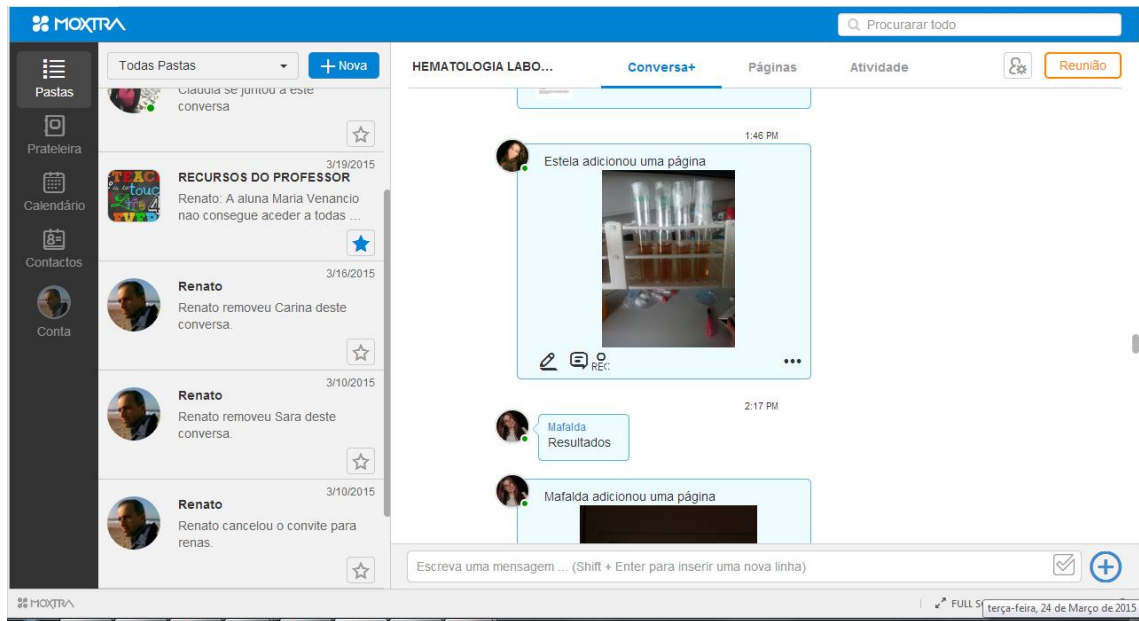 MOXTRA
Procurarar todo
Pastas
Prateleira
Calendário
Contactos
Conta
Todas Pastas
+ Nova
Claudia se juntou a este
conversa
3/19/2015
RECURSOS DO PROFESSOR
Renato: A aluna Maria Venancio
nao consegue aceder a todas ...
3/16/2015
Renato
Renato removeu Carina deste
conversa.
3/10/2015
Renato
Renato removeu Sara deste
conversa.
3/10/2015
Renato
Renato cancelou o convite para
renas.
HEMATOLOGIA LABO...
Conversa+
Páginas
Atividade
Reunião
1:46 PM
Estela adicionou uma página
REC
2:17 PM
Mafalda
Resultados
Mafalda adicionou uma página
Escreva uma mensagem ... (Shift + Enter para inserir uma nova linha)
MOXTRA
FULL
terça-feira, 24 de Março de 2015